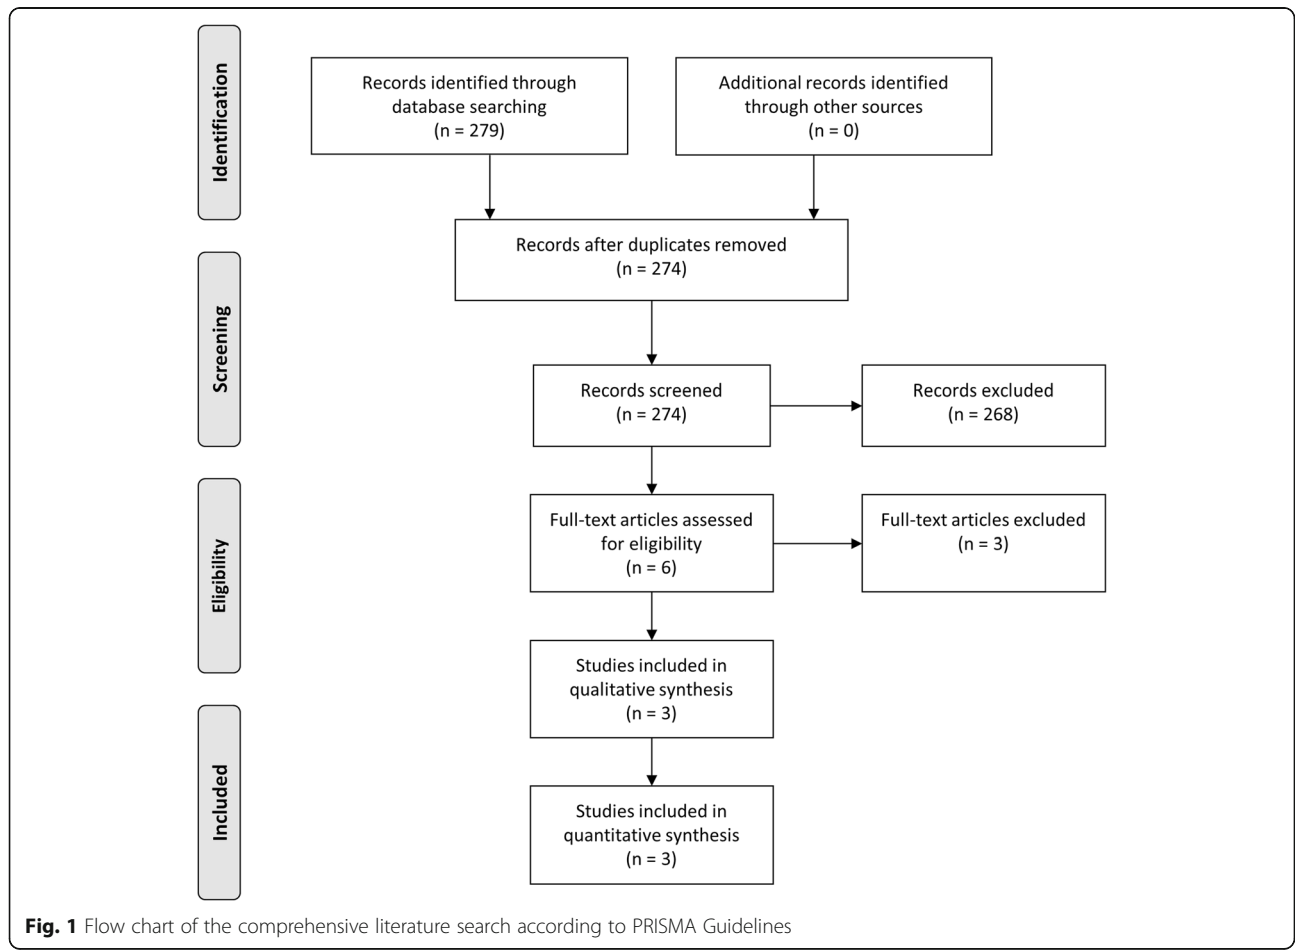 Identification
Records identified through
database searching
(n = 279)
Additional records identified
through other sources
(n = 0)
Records after duplicates removed
(n = 274)
Screening
Records screened
(n = 274)
Records excluded
(n = 268)
Eligibility
Full-text articles assessed
for eligibility
(n = 6)
Full-text articles excluded
(n = 3)
Studies included in
qualitative synthesis
(n = 3)
Included
Studies included in
quantitative synthesis
(n = 3)
Fig. 1 Flow chart of the comprehensive literature search according to PRISMA Guidelines